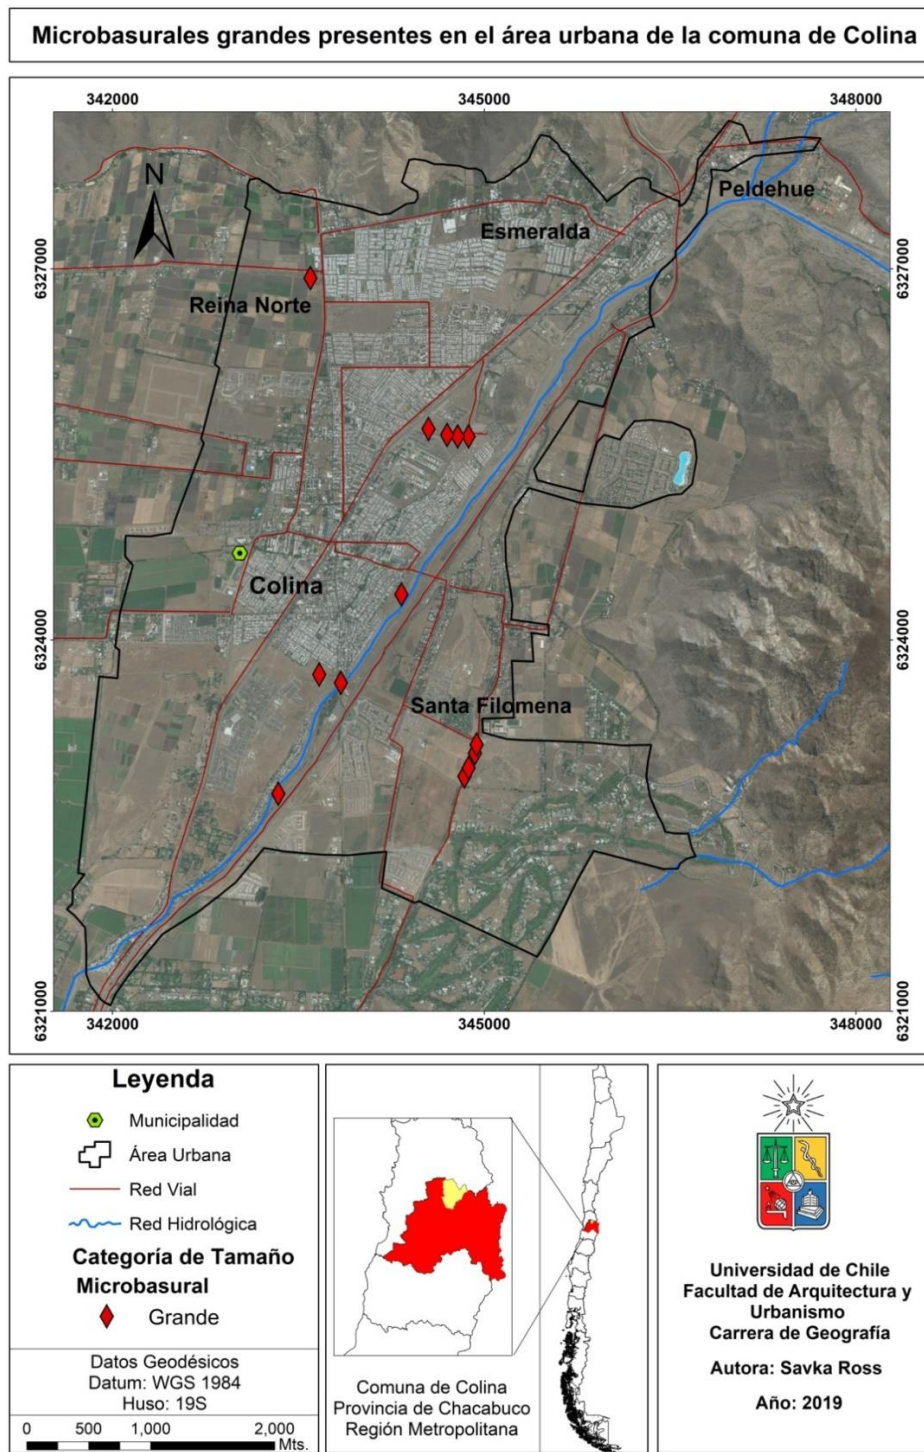 Microbasurales grandes presentes en el área urbana de la comuna de Colina
342000
345000
348000
N
Peldehue
Esmeralda
6327000
6327000
Reina Norte
Colina
6324000
6324000
Santa Filomena
6321000
6321000
342000
345000
348000
Leyenda
Municipalidad
Área Urbana
Red Vial
Red Hidrológica
Categoría de Tamaño
Microbasural
Grande
Datos Geodésicos
Datum: WGS 1984
Huso: 19S
0 500 1,000 2,000
Mts.
Comuna de Colina
Provincia de Chacabuco
Región Metropolitana
Universidad de Chile
Facultad de Arquitectura y
Urbanismo
Carrera de Geografía
Autora: Savka Ross
Año: 2019